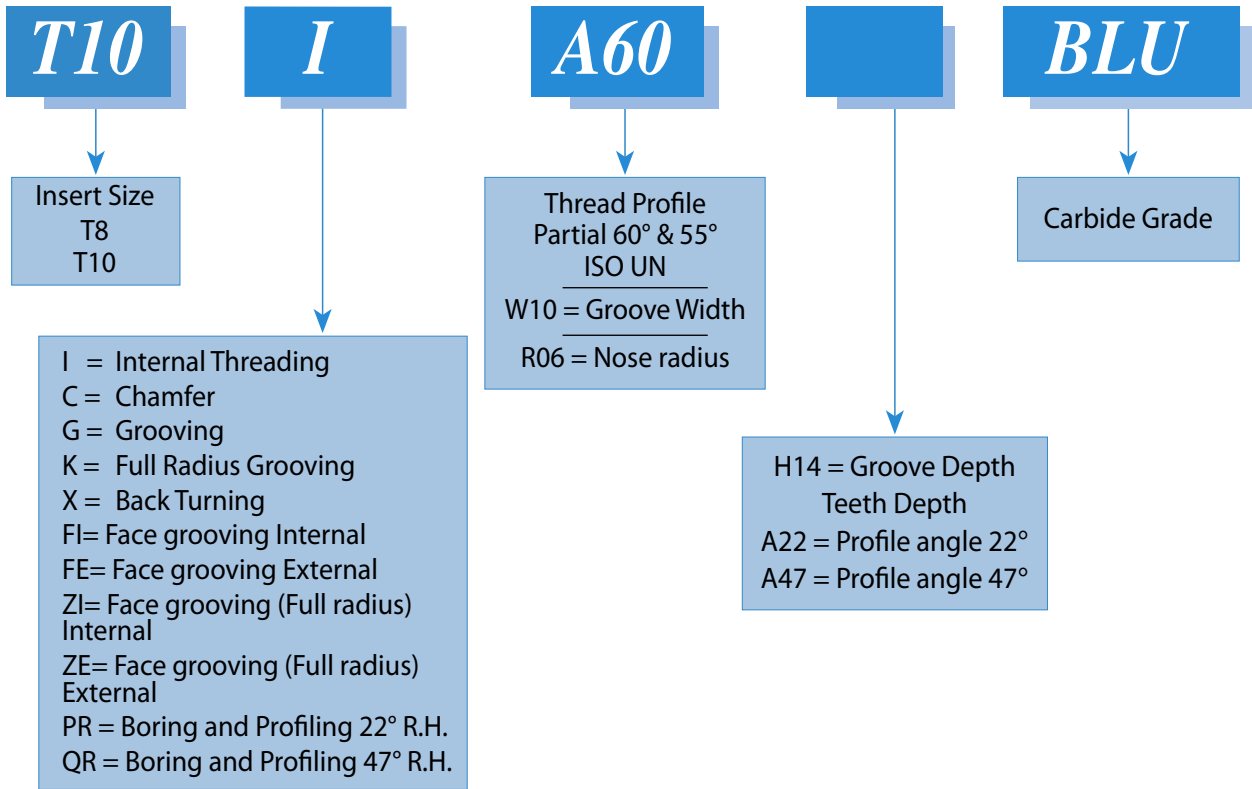 T10 I A60 BLU
Insert Size
T8
T10
I = Internal Threading
C = Chamfer
G = Grooving
K = Full Radius Grooving
X = Back Turning
FI= Face grooving Internal
FE= Face grooving External
ZI= Face grooving (Full radius)
Internal
ZE= Face grooving (Full radius)
External
PR = Boring and Profiling 22° R.H.
QR = Boring and Profiling 47° R.H.
Thread Profile
Partial 60° & 55°
ISO UN
W10 = Groove Width
R06 = Nose radius
H14 = Groove Depth
Teeth Depth
A22 = Profile angle 22°
A47 = Profile angle 47°
Carbide Grade